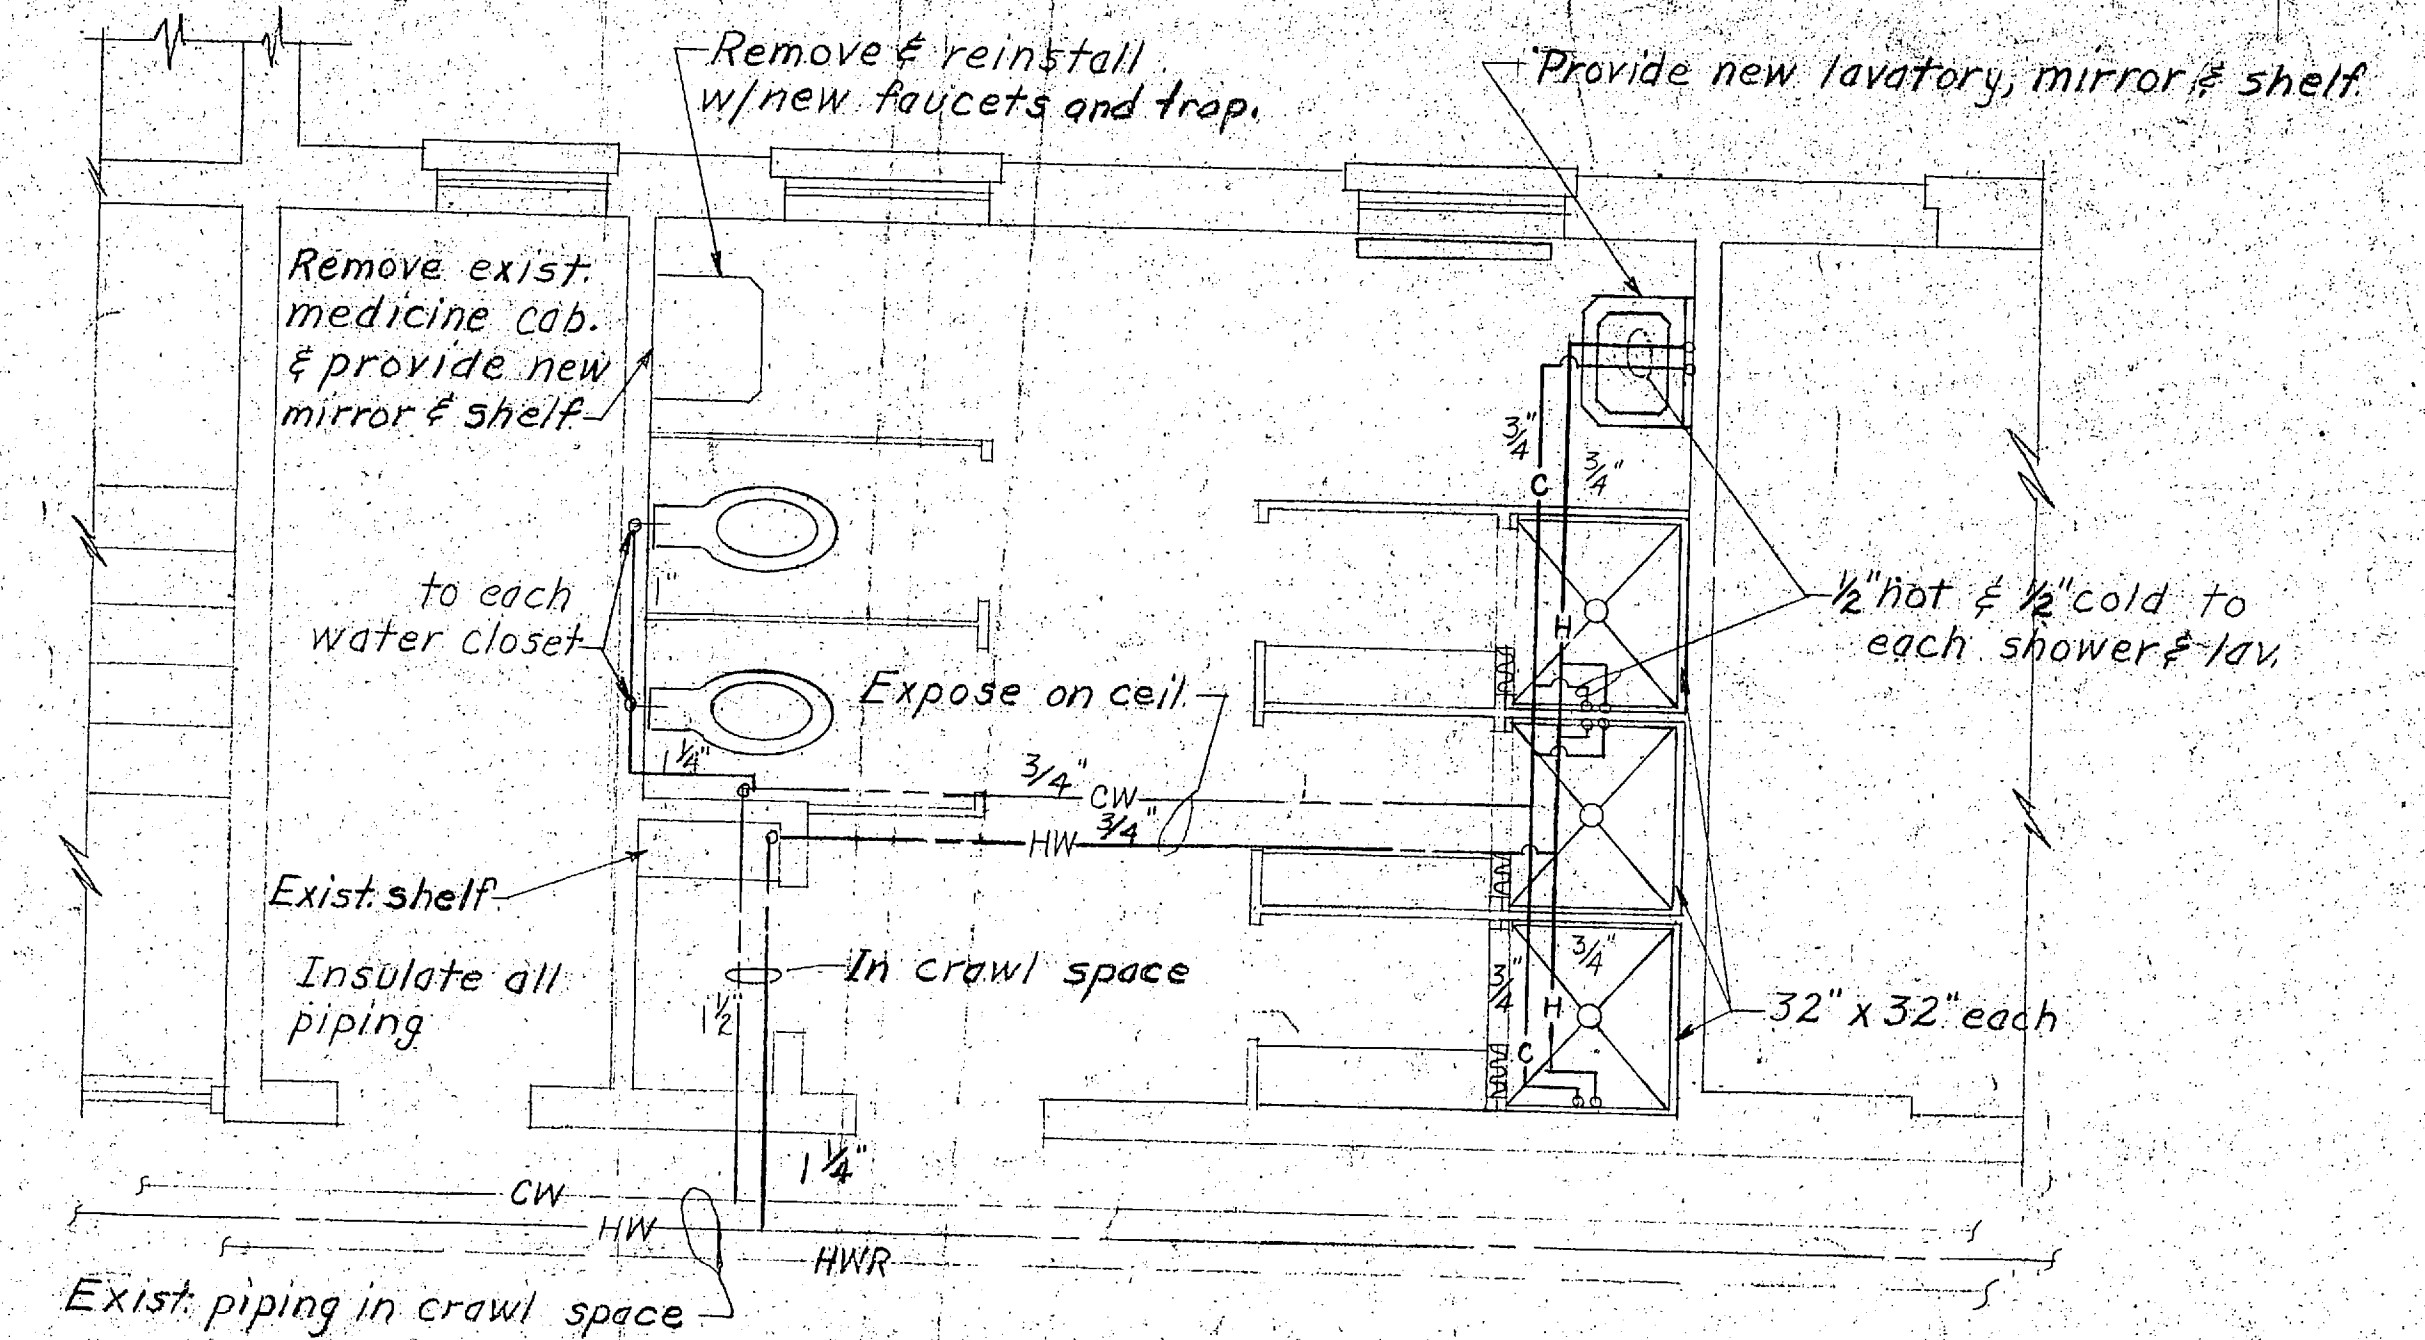 Remove & reinstall
w/new faucets and trap.
Provide new lavatory, mirror & shelf.
Remove exist.
medicine cab.
& provide new
mirror & shelf
3/4"
3/4"
C
to each
water closet
1"
1/2" hot & 1/2" cold to
each shower & lav.
H
Expose on ceil.
1 1/4"
3/4"
CW
3/4"
HW
Exist. shelf
Insulate all
piping
In crawl space
1 1/2"
3/4"
3/4"
H
C
32" x 32" each
1 1/4"
CW
HW
HWR
Exist. piping in crawl space